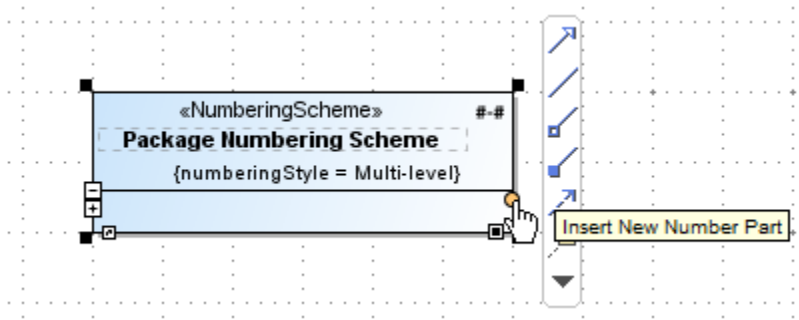 «NumberingScheme»
#-#
Package Numbering Scheme
{numberingStyle = Multi-level}
Insert New Number Part